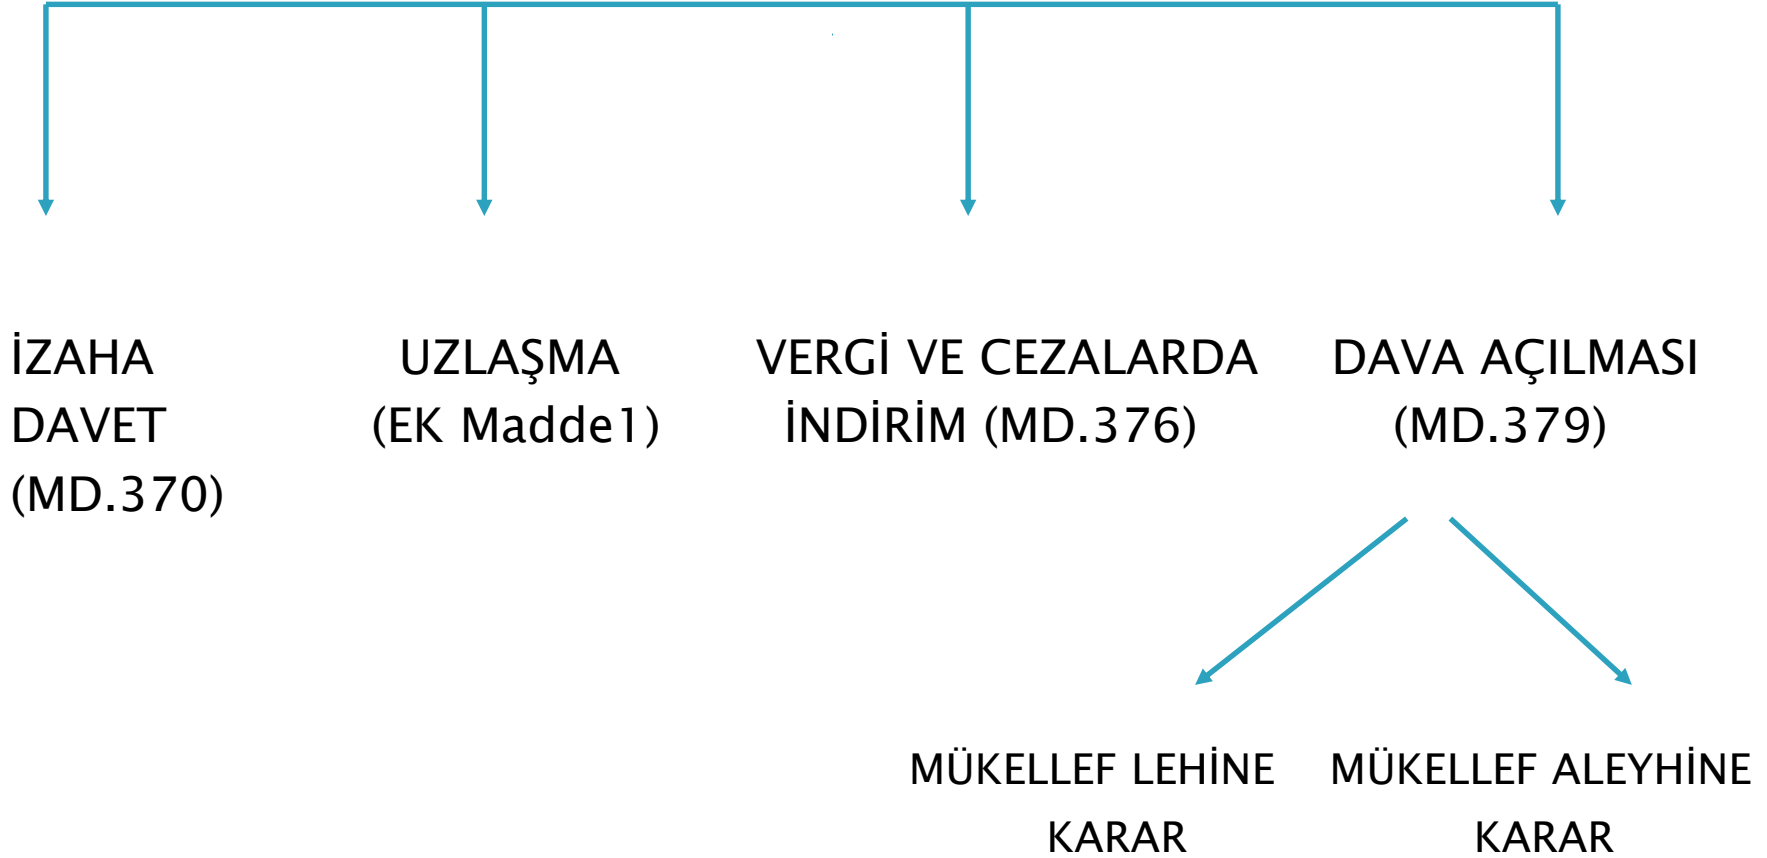 İZAHA
DAVET
(MD.370)
UZLAŞMA
(EK Madde1)
VERGİ VE CEZALARDA
İNDİRİM (MD.376)
DAVA AÇILMASI
(MD.379)
MÜKELLEF LEHİNE
KARAR
MÜKELLEF ALEYHİNE
KARAR